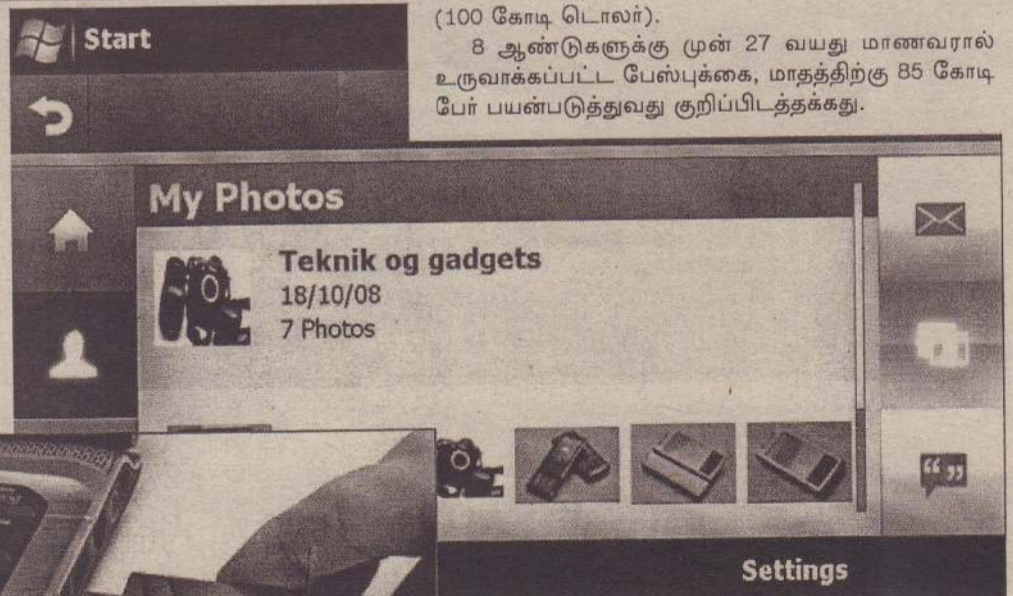 (100 கோடி டொலர்).
8 ஆண்டுகளுக்கு முன் 27 வயது மாணவரால்
உருவாக்கப்பட்ட பேஸ்புக்கை, மாதத்திற்கு 85 கோடி
பேர் பயன்படுத்துவது குறிப்பிடத்தக்கது.
Start
My Photos
Teknik og gadgets
18/10/08
7 Photos
Settings